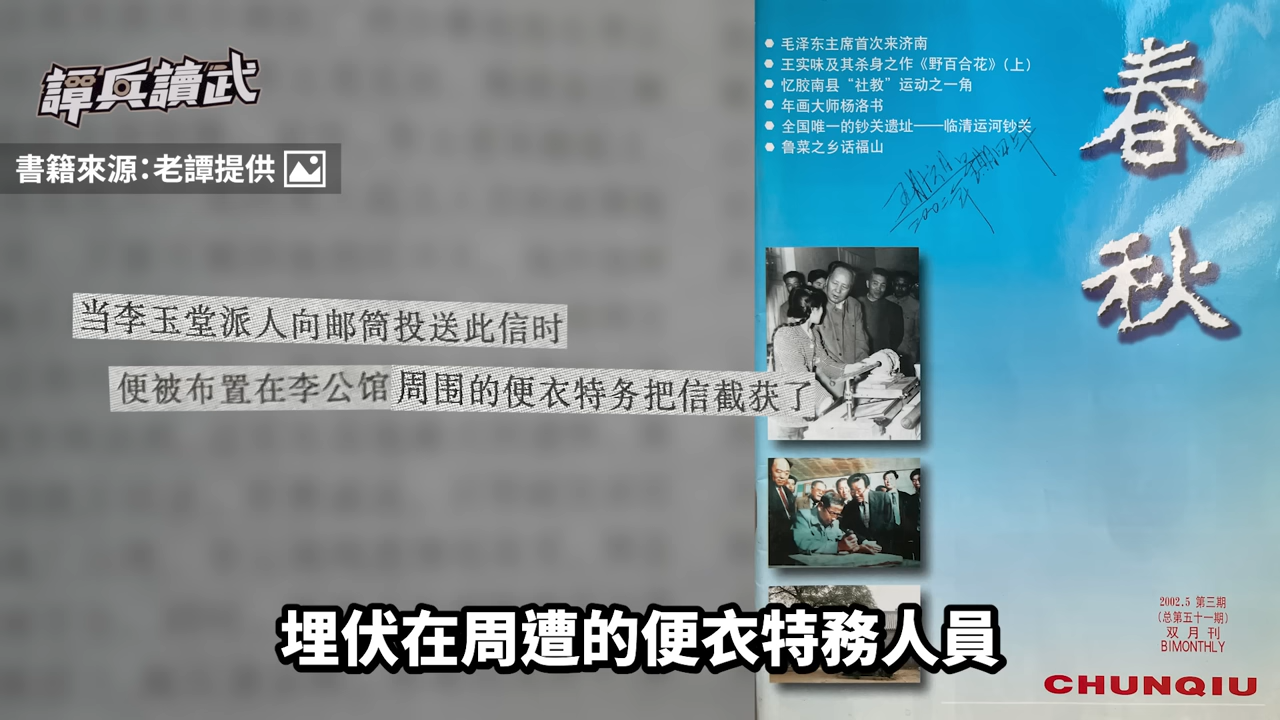 譚兵讀武
書籍來源：老譚提供
当李玉堂派人向邮筒投送此信时
便被布置在李公馆周围的便衣特务把信截获了
毛泽东主席首次来济南
王实味及其杀身之作《野百合花》（上）
忆胶南县“社教”运动之一角
年画大师杨洛书
全国唯一的钞关遗址——临清运河钞关
鲁菜之乡话福山
春秋
2002.5 第三期
（总第五十一期）
双月刊
BIMONTHLY
CHUNQIU
埋伏在周遭的便衣特務人員